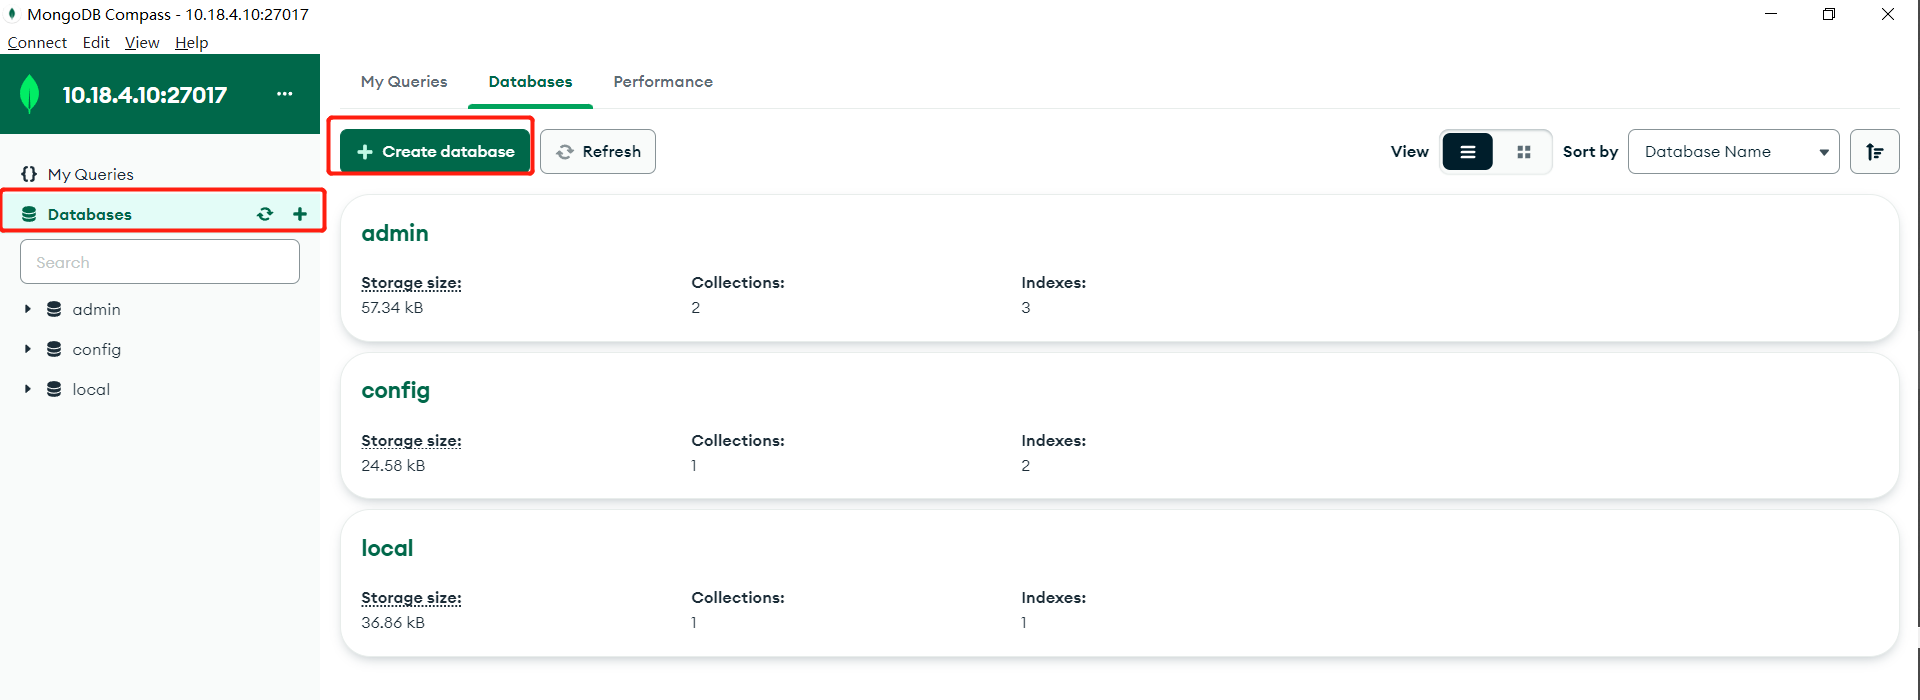 MongoDB Compass - 10.18.4.10:27017
Connect Edit View Help
10.18.4.10:27017 ...
{} My Queries
Databases
Search
admin
config
local
My Queries Databases Performance
+ Create database Refresh View Sort by Database Name
admin
Storage size: Collections: Indexes:
57.34 kB 2 3
config
Storage size: Collections: Indexes:
24.58 kB 1 2
local
Storage size: Collections: Indexes:
36.86 kB 1 1